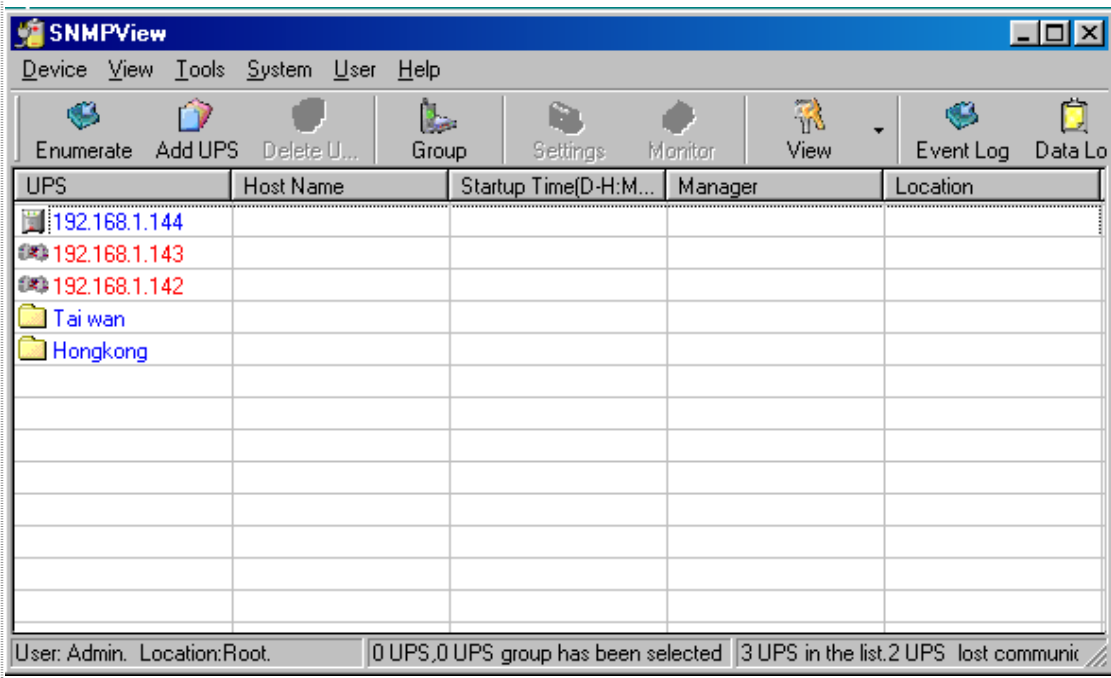 SNMPView
Device View Tools System User Help
Enumerate Add UPS Delete U... Group Settings Monitor View Event Log Data Lo
UPS Host Name Startup Time(D-H:M... Manager Location
192.168.1.144
192.168.1.143
192.168.1.142
Tai wan
Hongkong
User: Admin. Location:Root. 0 UPS,0 UPS group has been selected 3 UPS in the list.2 UPS lost communic